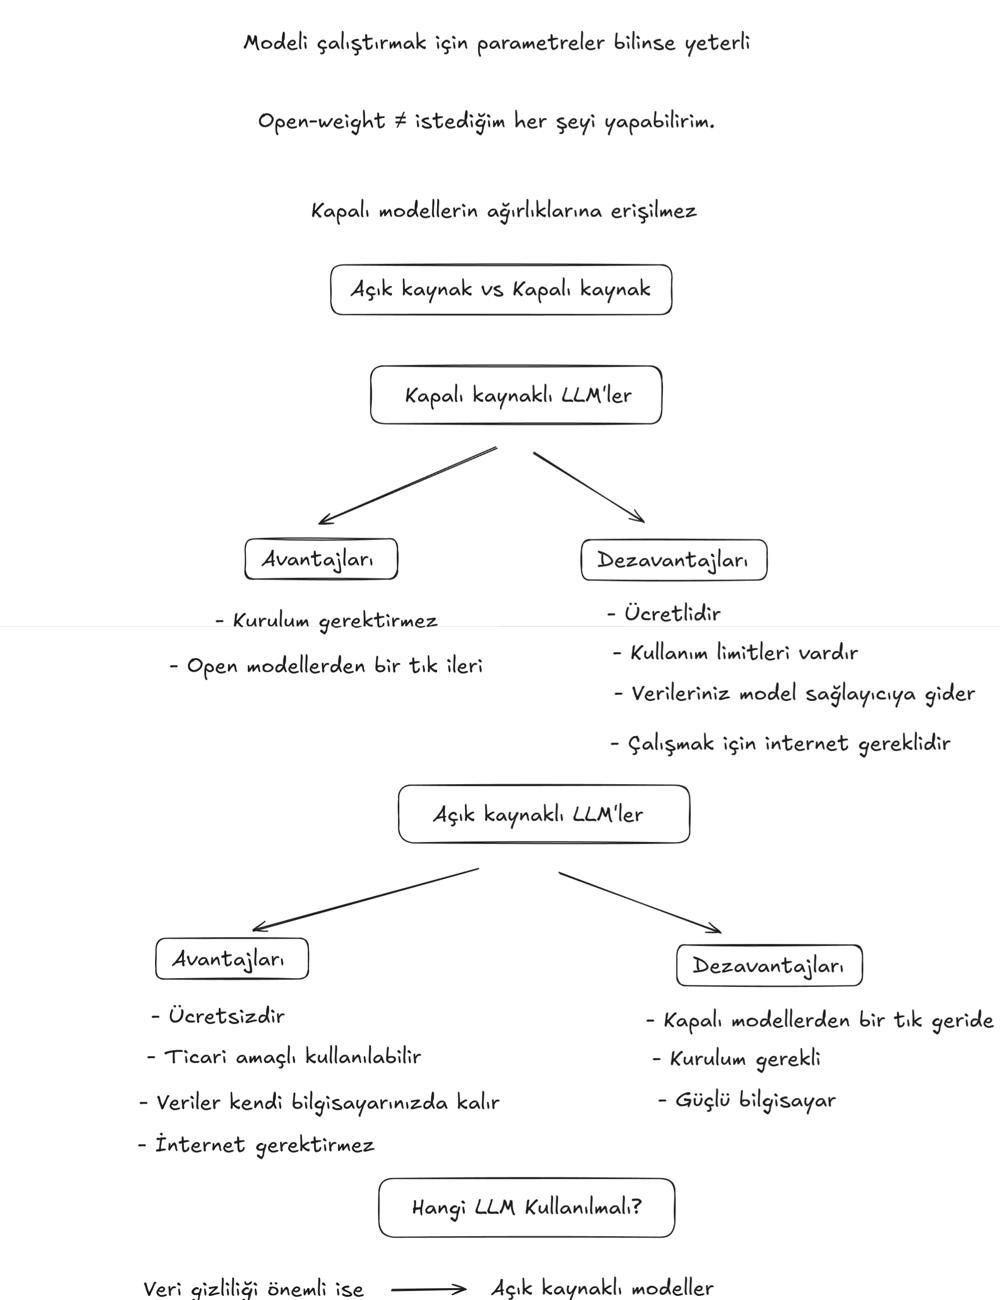 Modeli çalıştırmak için parametreler bilinse yeterli
Open-weight ≠ istediğim her şeyi yapabilirim.
Kapalı modellerin ağırlıklarına erişilmez
Açık kaynak vs Kapalı kaynak
Kapalı kaynaklı LLM'ler
Avantajları
- Kurulum gerektirmez
- Open modellerden bir tık ileri
Dezavantajları
- Ücretlidir
- Kullanım limitleri vardır
- Verileriniz model sağlayıcıya gider
- Çalışmak için internet gereklidir
Açık kaynaklı LLM'ler
Avantajları
- Ücretsizdir
- Ticari amaçlı kullanılabilir
- Veriler kendi bilgisayarınızda kalır
- İnternet gerektirmez
Dezavantajları
- Kapalı modellerden bir tık geride
- Kurulum gerekli
- Güçlü bilgisayar
Hangi LLM Kullanılmalı?
Veri gizliliği önemli ise
Açık kaynaklı modeller